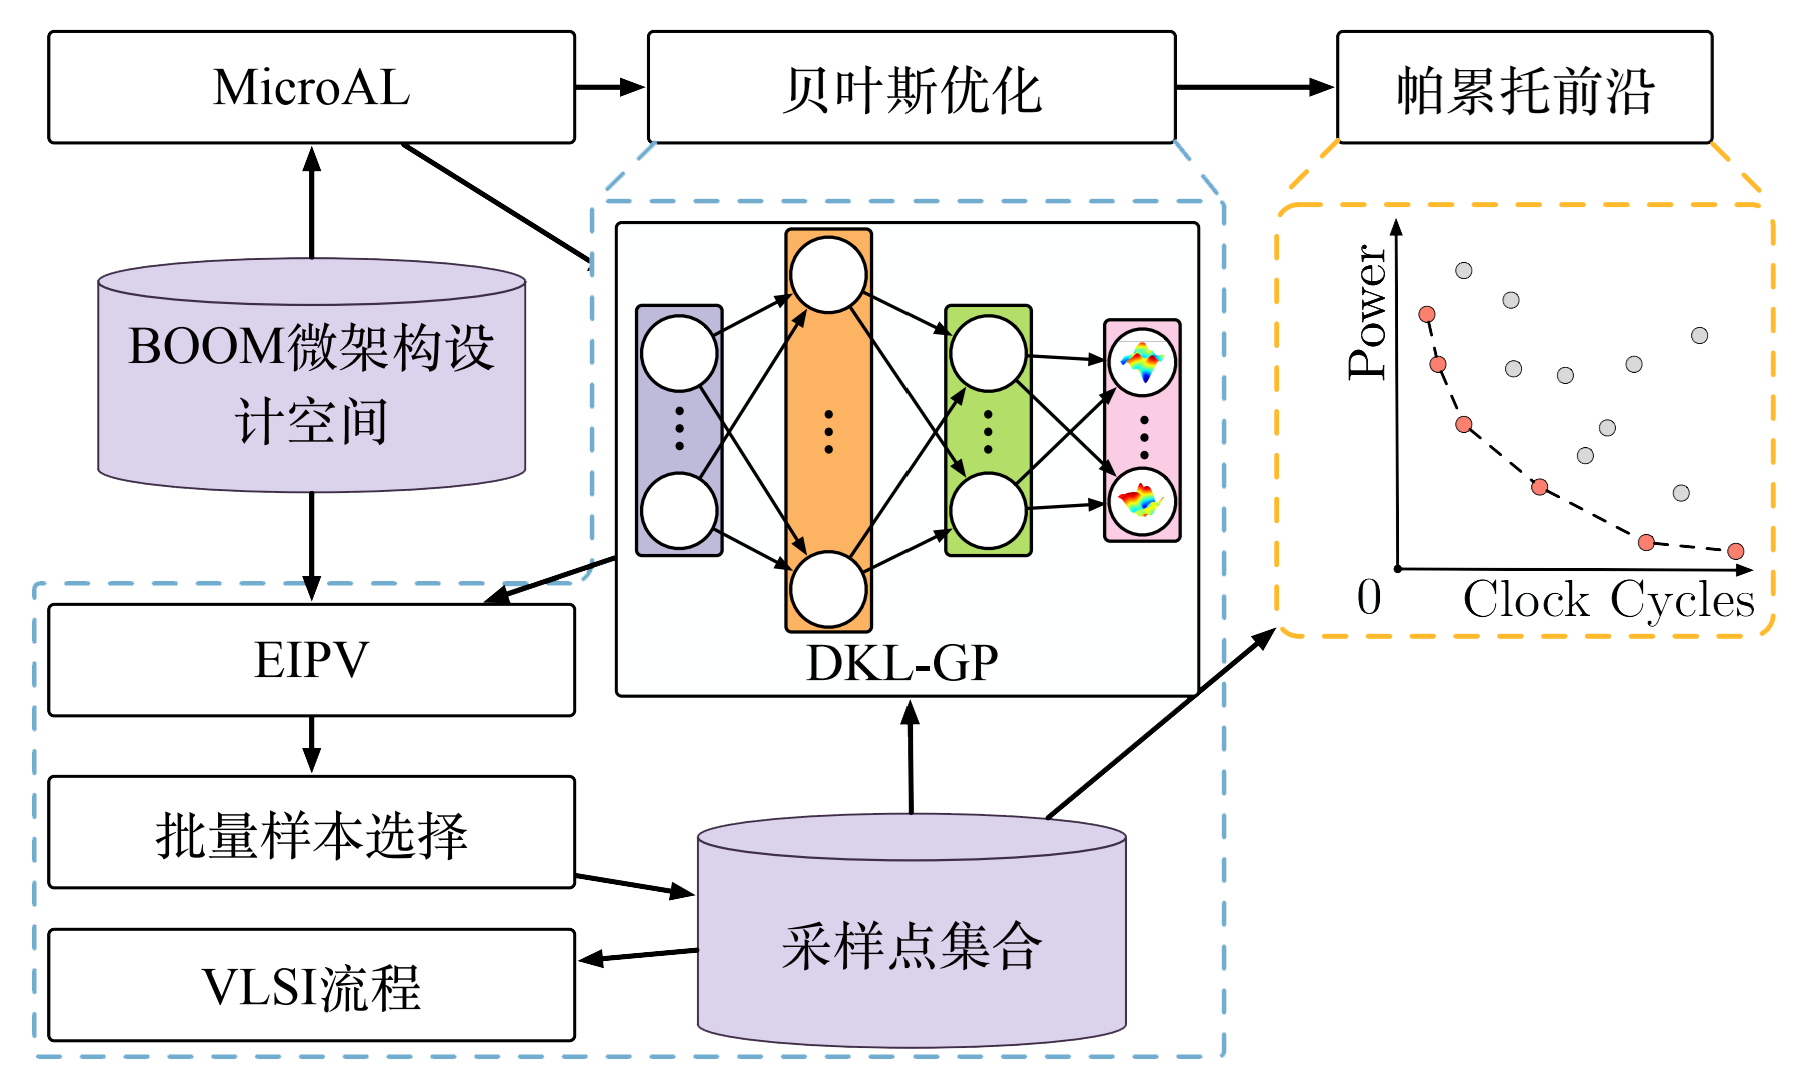 MicroAL
贝叶斯优化
帕累托前沿
BOOM微架构设
计空间
Power
0
Clock Cycles
DKL-GP
EIPV
批量样本选择
采样点集合
VLSI流程